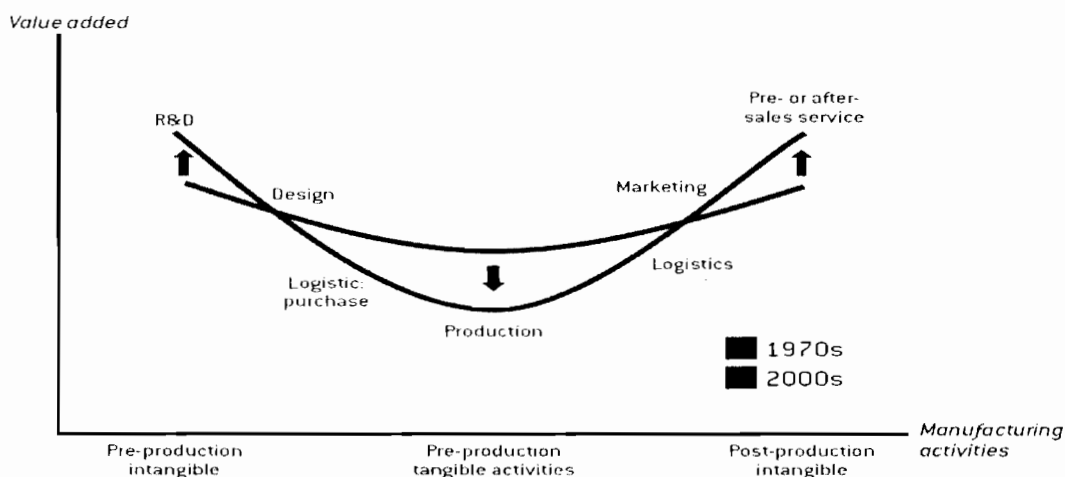 Value added
R&D
Pre- or after-
sales service
Design
Marketing
Logistic:
purchase
Logistics
Production
1970s
2000s
Manufacturing
activities
Pre-production
intangible
Pre-production
tangible activities
Post-production
intangible